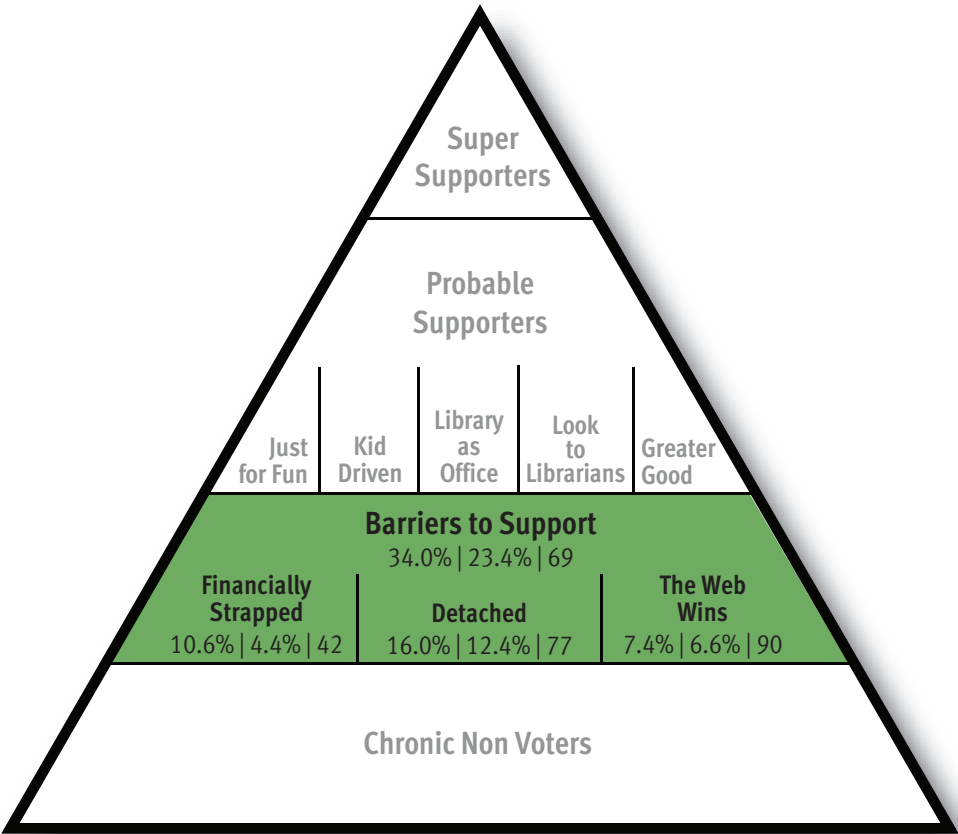 Super
Supporters
Probable
Supporters
Just
for Fun
Kid
Driven
Library
as
Office
Look
to
Librarians
Greater
Good
Barriers to Support
34.0% | 23.4% | 69
Financially
Strapped
10.6% | 4.4% | 42
Detached
16.0% | 12.4% | 77
The Web
Wins
7.4% | 6.6% | 90
Chronic Non Voters